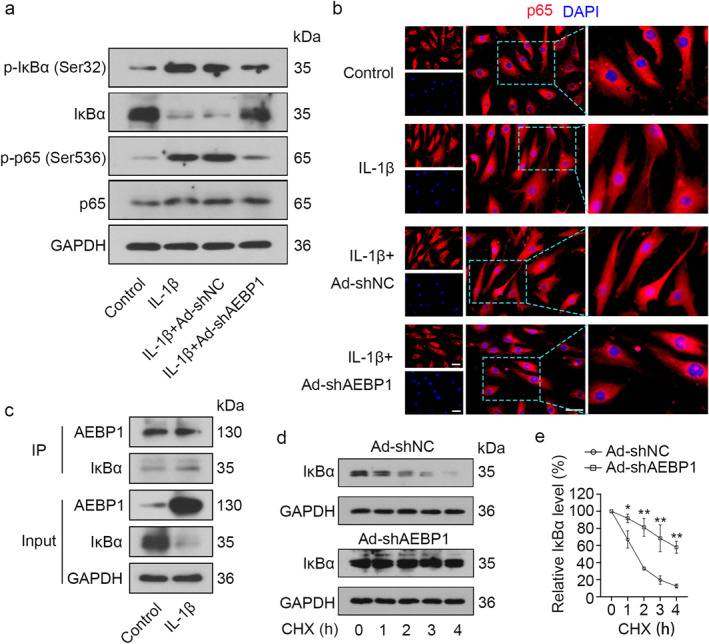 a
kDa
p-IκBα (Ser32) 35
IκBα 35
p-p65 (Ser536) 65
p65 65
GAPDH 36
Control IL-1β IL-1β+Ad-shNC IL-1β+Ad-shAEBP1
b
p65 DAPI
Control
IL-1β
IL-1β+
Ad-shNC
IL-1β+
Ad-shAEBP1
c
kDa
IP
AEBP1 130
IκBα 35
Input
AEBP1 130
IκBα 35
GAPDH 36
Control IL-1β
d
Ad-shNC kDa
IκBα 35
GAPDH 36
Ad-shAEBP1
IκBα 35
GAPDH 36
CHX (h) 0 1 2 3 4
e
Ad-shNC
Ad-shAEBP1
Relative IκBα level (%)
120
100
80
60
40
20
0
* ** ** **
0 1 2 3 4
CHX (h)